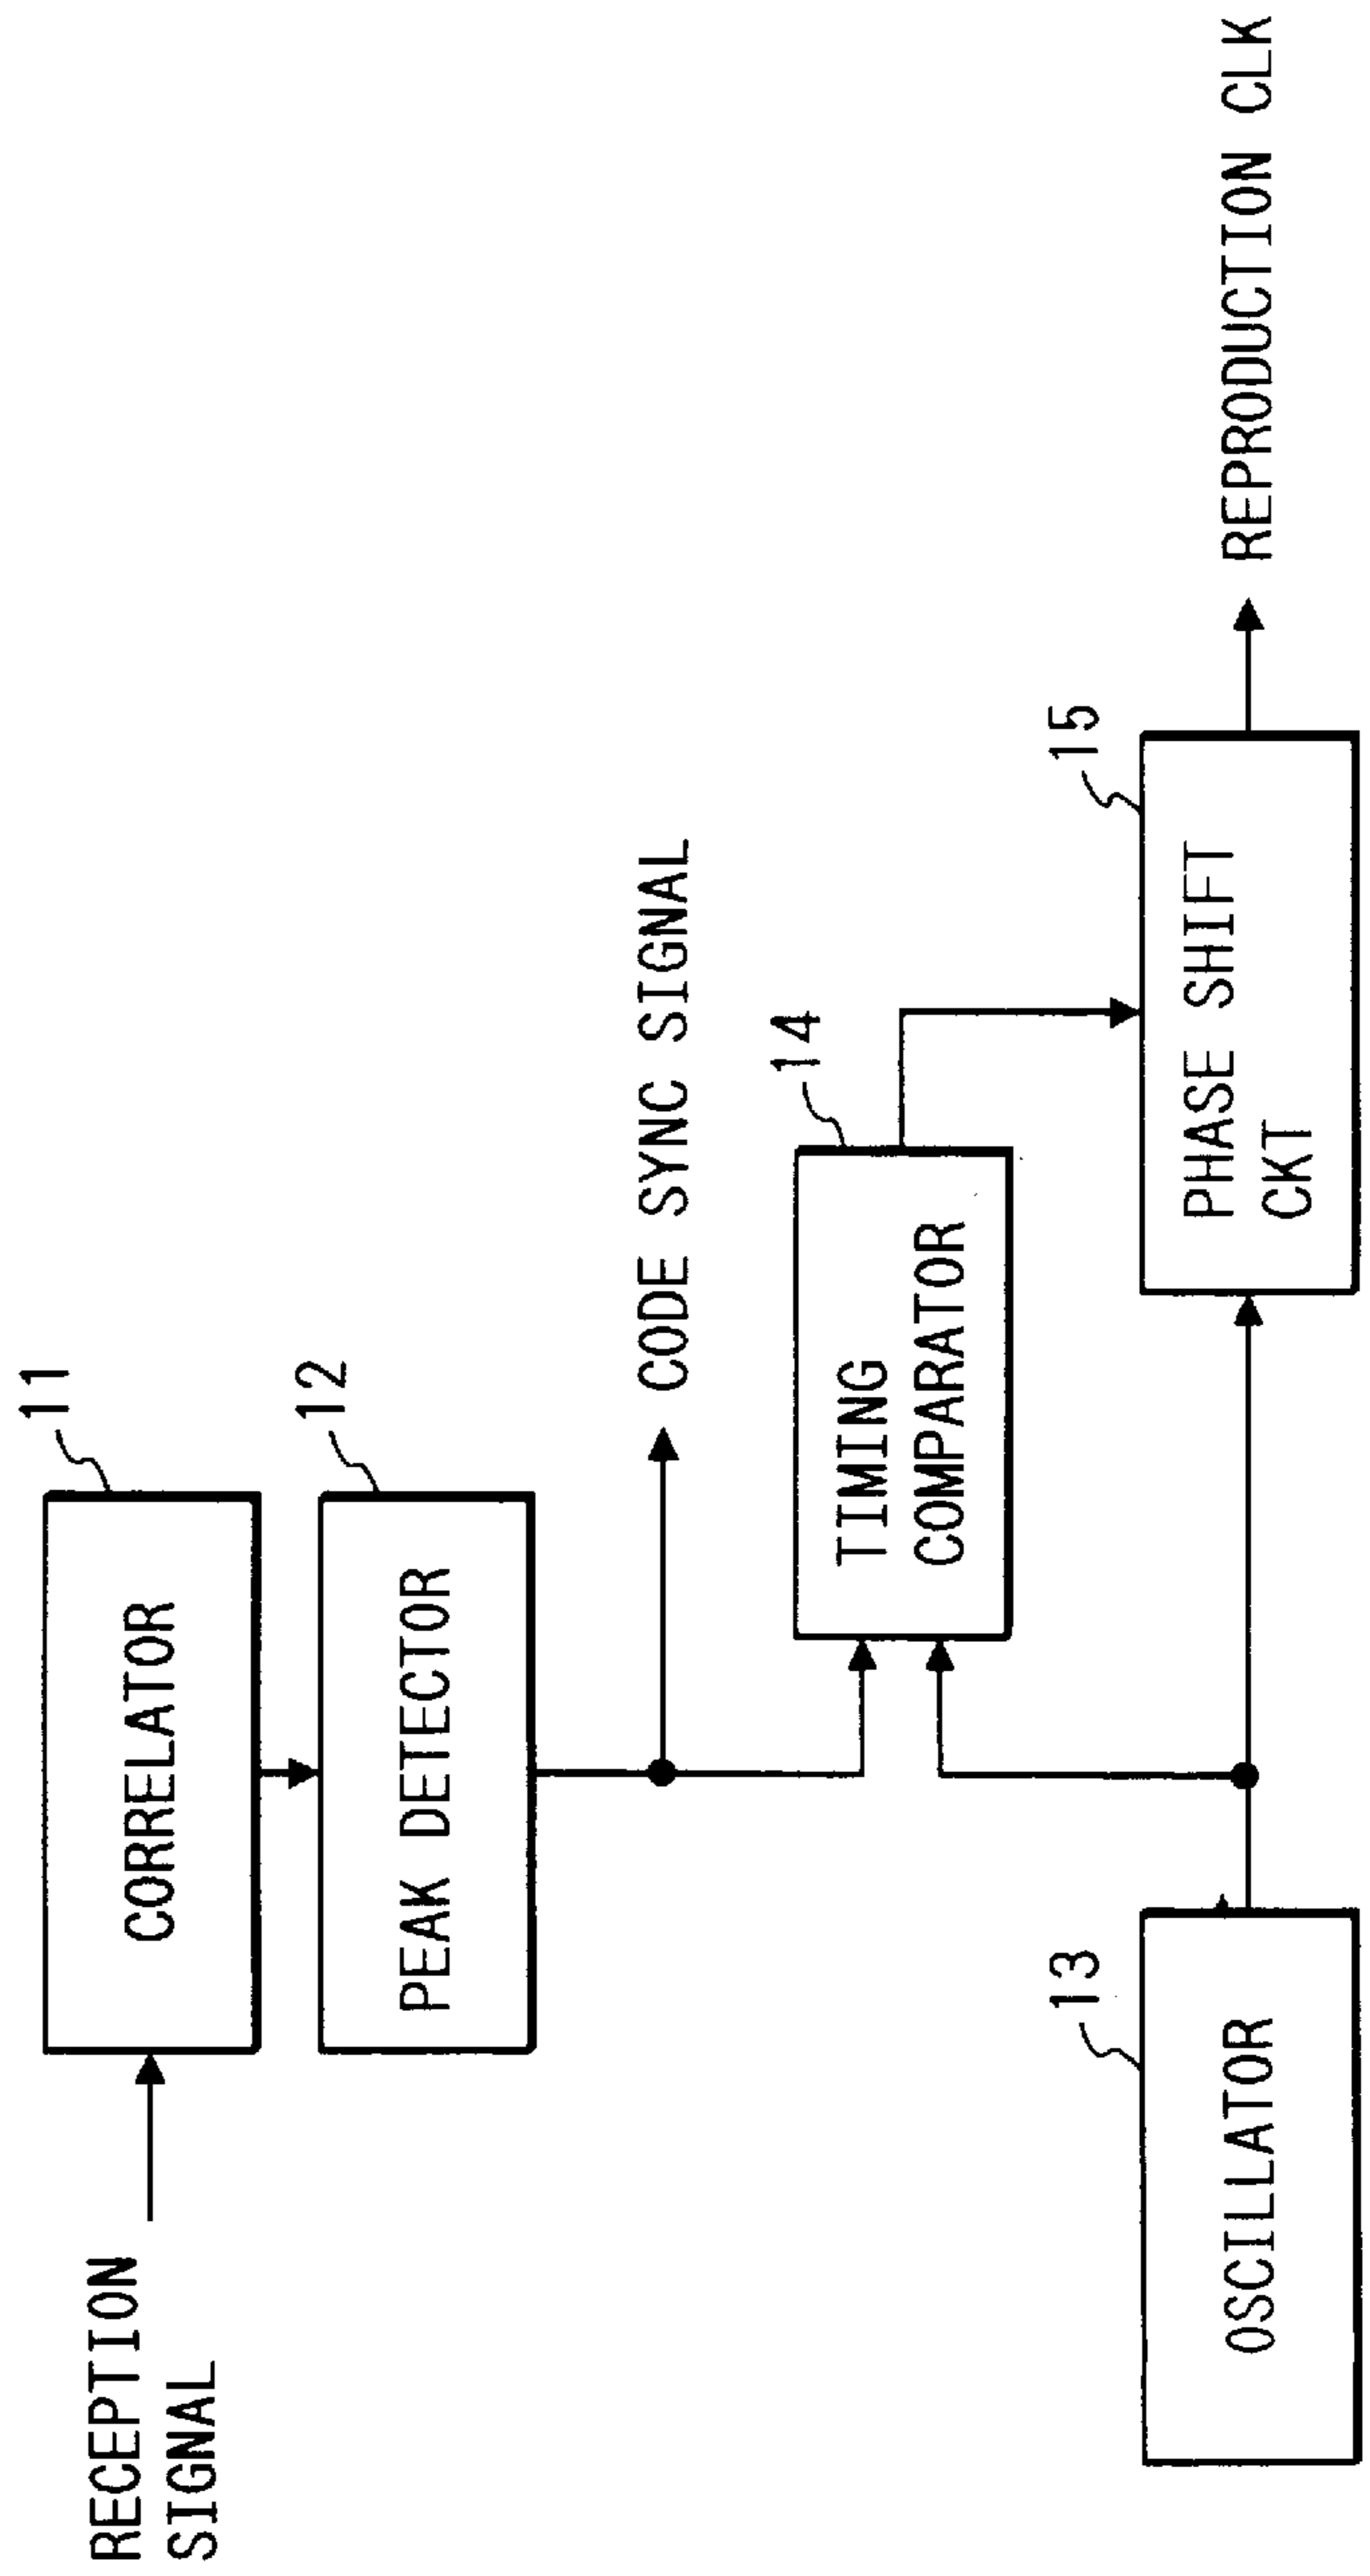 11
RECEPTION
SIGNAL
CORRELATOR
12
PEAK DETECTOR
CODE SYNC SIGNAL
14
TIMING
COMPARATOR
13
OSCILLATOR
15
PHASE SHIFT
CKT
REPRODUCTION CLK